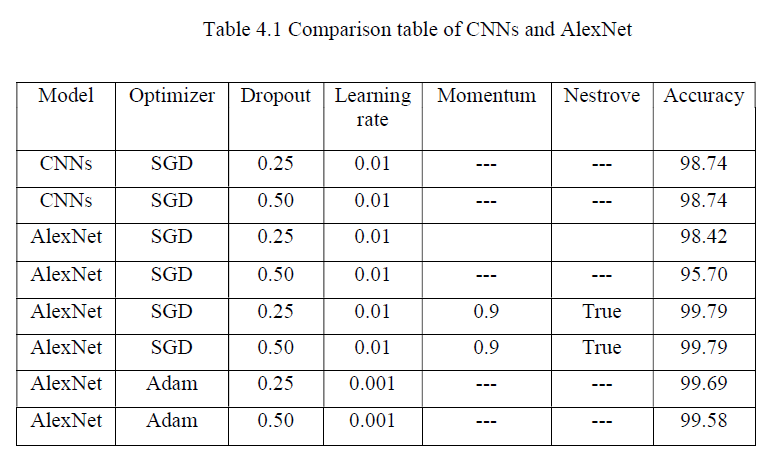 Table 4.1 Comparison table of CNNs and AlexNet
Model Optimizer Dropout Learning rate Momentum Nestrove Accuracy
CNNs SGD 0.25 0.01 --- --- 98.74
CNNs SGD 0.50 0.01 --- --- 98.74
AlexNet SGD 0.25 0.01 98.42
AlexNet SGD 0.50 0.01 --- --- 95.70
AlexNet SGD 0.25 0.01 0.9 True 99.79
AlexNet SGD 0.50 0.01 0.9 True 99.79
AlexNet Adam 0.25 0.001 --- --- 99.69
AlexNet Adam 0.50 0.001 --- --- 99.58